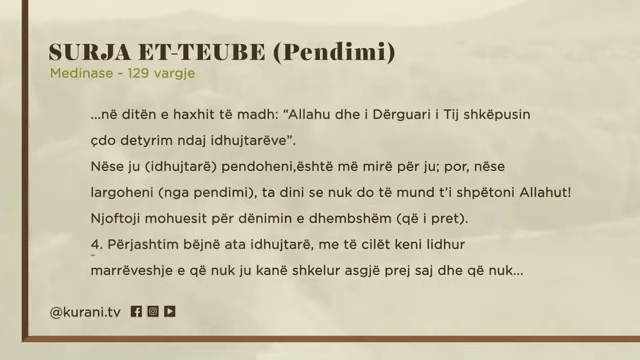 SURJA ET-TEUBE (Pendimi)
Medinase - 129 vargje
...në ditën e haxhit të madh: “Allahu dhe i Dërguari i Tij shkëpusin
çdo detyrim ndaj idhujtarëve”.
Nëse ju (idhujtarë) pendoheni,është më mirë për ju; por, nëse
largoheni (nga pendimi), ta dini se nuk do të mund t’i shpëtoni Allahut!
Njoftoji mohuesit për dënimin e dhembshëm (që i pret).
4. Përjashtim bëjnë ata idhujtarë, me të cilët keni lidhur
marrëveshje e që nuk ju kanë shkelur asgjë prej saj dhe që nuk...
@kurani.tv